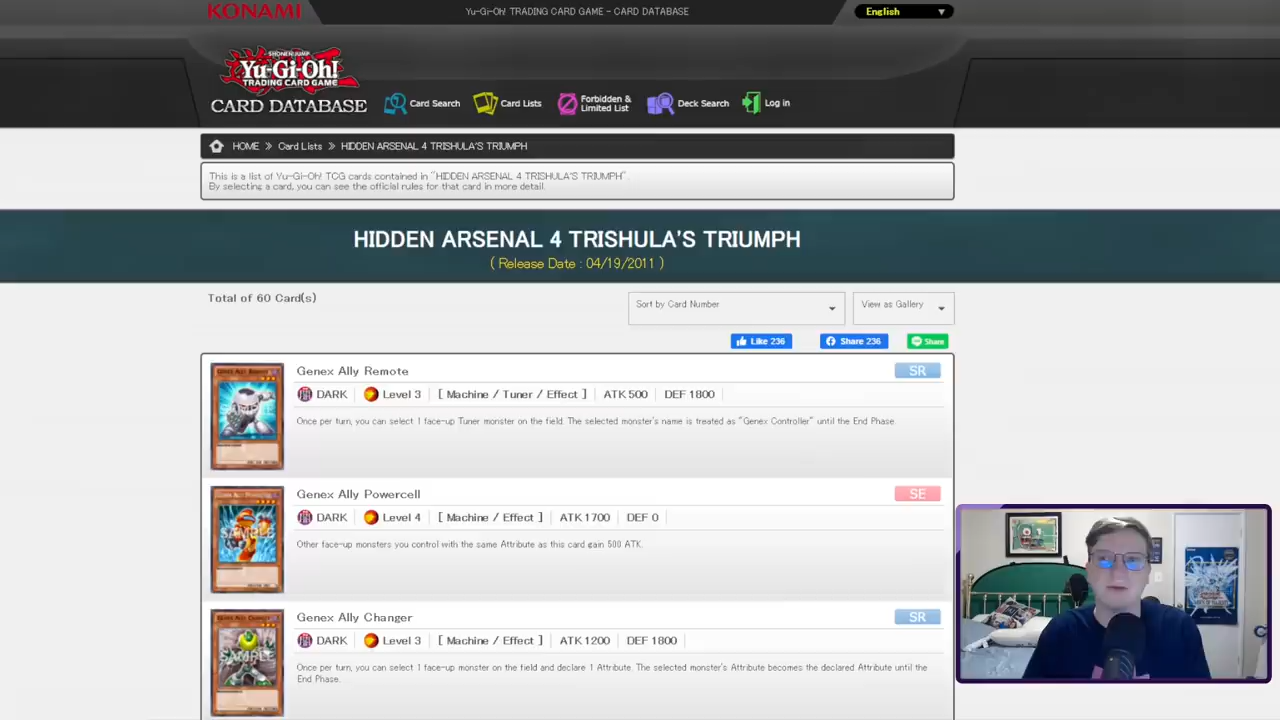 KONAMI
Yu-Gi-Oh! TRADING CARD GAME - CARD DATABASE
English
SHONEN JUMP
Yu-Gi-Oh!
TRADING CARD GAME
CARD DATABASE
Card Search
Card Lists
Forbidden &
Limited List
Deck Search
Log in
HOME » Card Lists » HIDDEN ARSENAL 4 TRISHULA'S TRIUMPH
This is a list of Yu-Gi-Oh! TCG cards contained in "HIDDEN ARSENAL 4 TRISHULA'S TRIUMPH".
By selecting a card, you can see the official rules for that card in more detail.
HIDDEN ARSENAL 4 TRISHULA'S TRIUMPH
( Release Date : 04/19/2011 )
Total of 60 Card(s)
Sort by Card Number
View as Gallery
Like 236
Share 236
Share
Genex Ally Remote
SR
DARK Level 3 [ Machine / Tuner / Effect ] ATK 500 DEF 1800
Once per turn, you can select 1 face-up Tuner monster on the field. The selected monster's name is treated as "Genex Controller" until the End Phase.
Genex Ally Powercell
SE
DARK Level 4 [ Machine / Effect ] ATK 1700 DEF 0
Other face-up monsters you control with the same Attribute as this card gain 500 ATK.
Genex Ally Changer
SR
DARK Level 3 [ Machine / Effect ] ATK 1200 DEF 1800
Once per turn, you can select 1 face-up monster on the field and declare 1 Attribute. The selected monster's Attribute becomes the declared Attribute until the
End Phase.